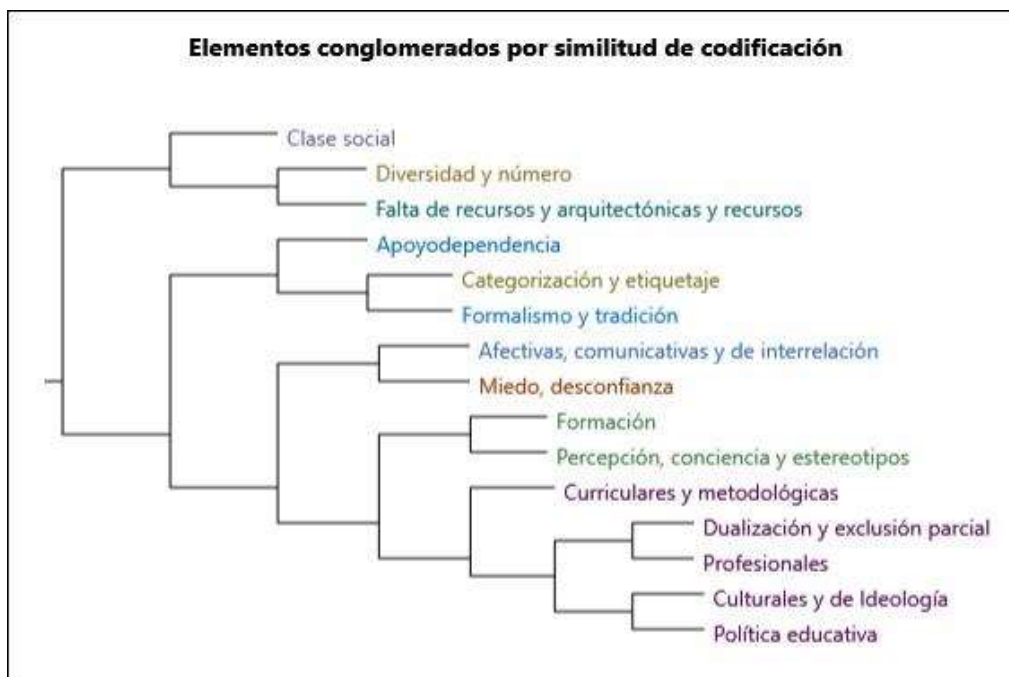 Elementos conglomerados por similitud de codificación
Clase social
Diversidad y número
Falta de recursos y arquitectónicas y recursos
Apoyodependencia
Categorización y etiquetaje
Formalismo y tradición
Afectivas, comunicativas y de interrelación
Miedo, desconfianza
Formación
Percepción, conciencia y estereotipos
Curriculares y metodológicas
Dualización y exclusión parcial
Profesionales
Culturales y de Ideología
Política educativa